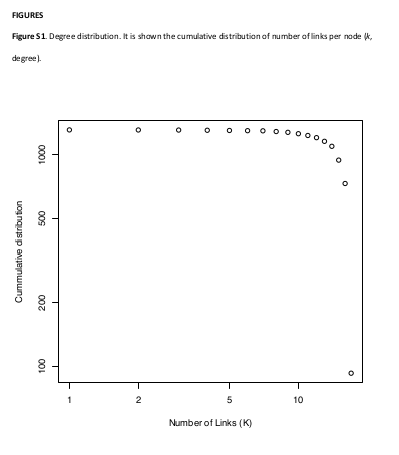 FIGURES
Figure S1. Degree distribution. It is shown the cumulative distribution of number of links per node (k,
degree).
1000
500
200
100
Cummulative distribution
1 2 5 10
Number of Links (K)